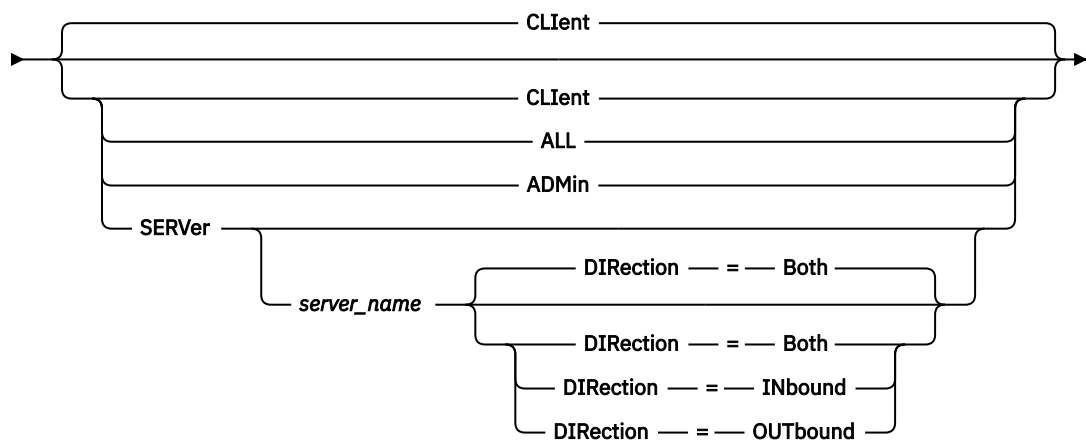 CLIent
CLIent
ALL
ADMin
SERVer
DIRection = Both
server_name
DIRection = Both
DIRection = INbound
DIRection = OUTbound